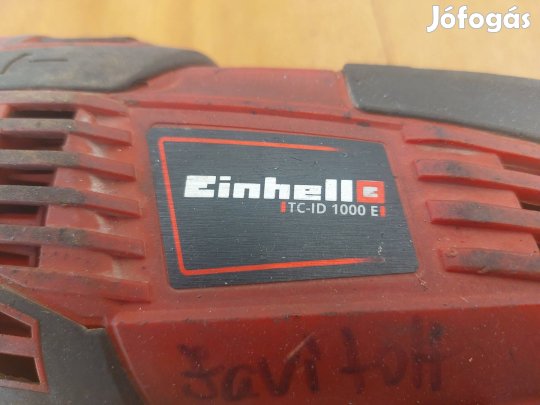 Jófogás
Einhell
TC-ID 1000 E
Javított